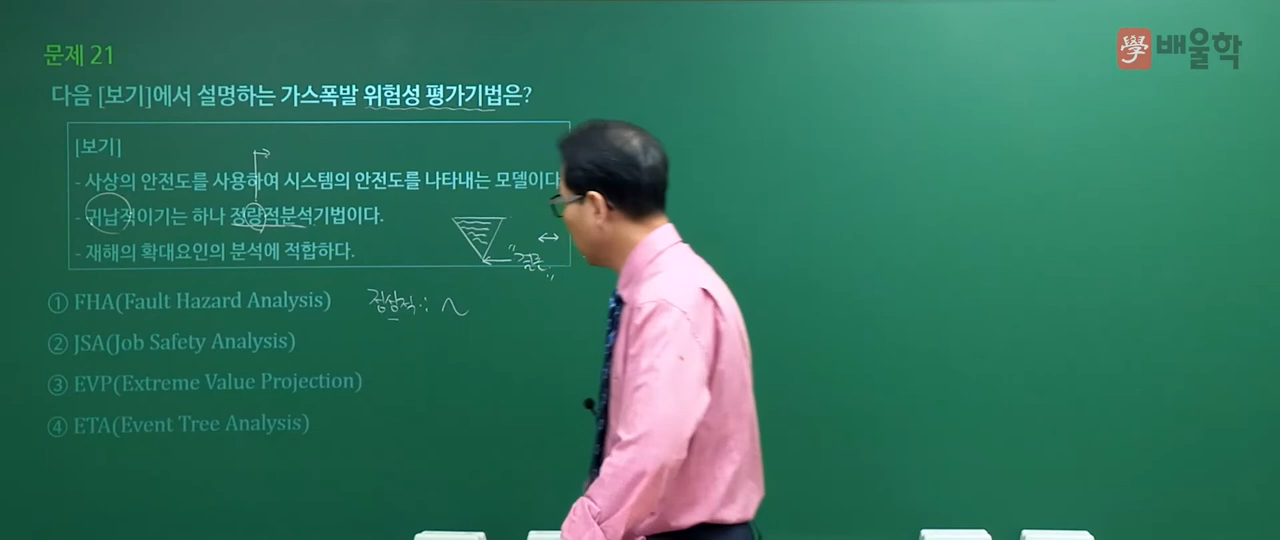 문제 21
學 배울학
다음 [보기]에서 설명하는 가스폭발 위험성 평가기법은?
[보기]
- 사상의 안전도를 사용하여 시스템의 안전도를 나타내는 모델이다
- 귀납적이기는 하나 정량적분석기법이다.
- 재해의 확대요인의 분석에 적합하다.
"결론"
① FHA(Fault Hazard Analysis)
② JSA(Job Safety Analysis)
③ EVP(Extreme Value Projection)
④ ETA(Event Tree Analysis)